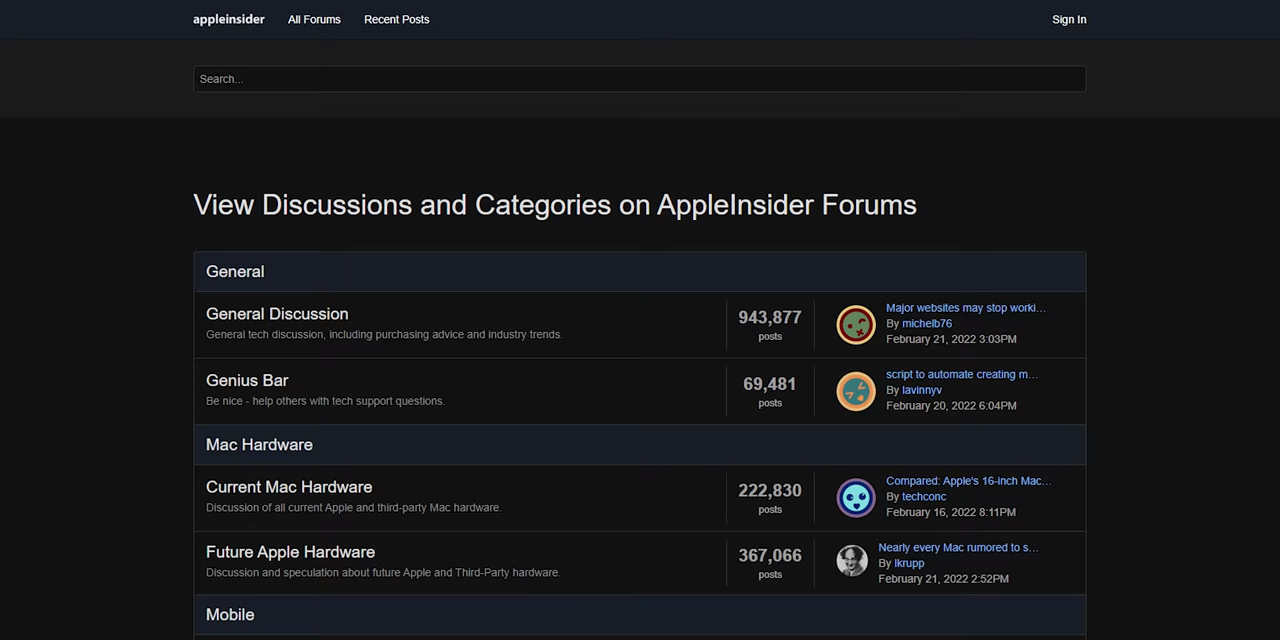 appleinsider All Forums Recent Posts Sign In
Search...
View Discussions and Categories on AppleInsider Forums
General
General Discussion
General tech discussion, including purchasing advice and industry trends.
943,877
posts
Major websites may stop worki...
By michelb76
February 21, 2022 3:03PM
Genius Bar
Be nice - help others with tech support questions.
69,481
posts
script to automate creating m...
By lavinnyv
February 20, 2022 6:04PM
Mac Hardware
Current Mac Hardware
Discussion of all current Apple and third-party Mac hardware.
222,830
posts
Compared: Apple's 16-inch Mac...
By techconc
February 16, 2022 8:11PM
Future Apple Hardware
Discussion and speculation about future Apple and Third-Party hardware.
367,066
posts
Nearly every Mac rumored to s...
By lkrupp
February 21, 2022 2:52PM
Mobile